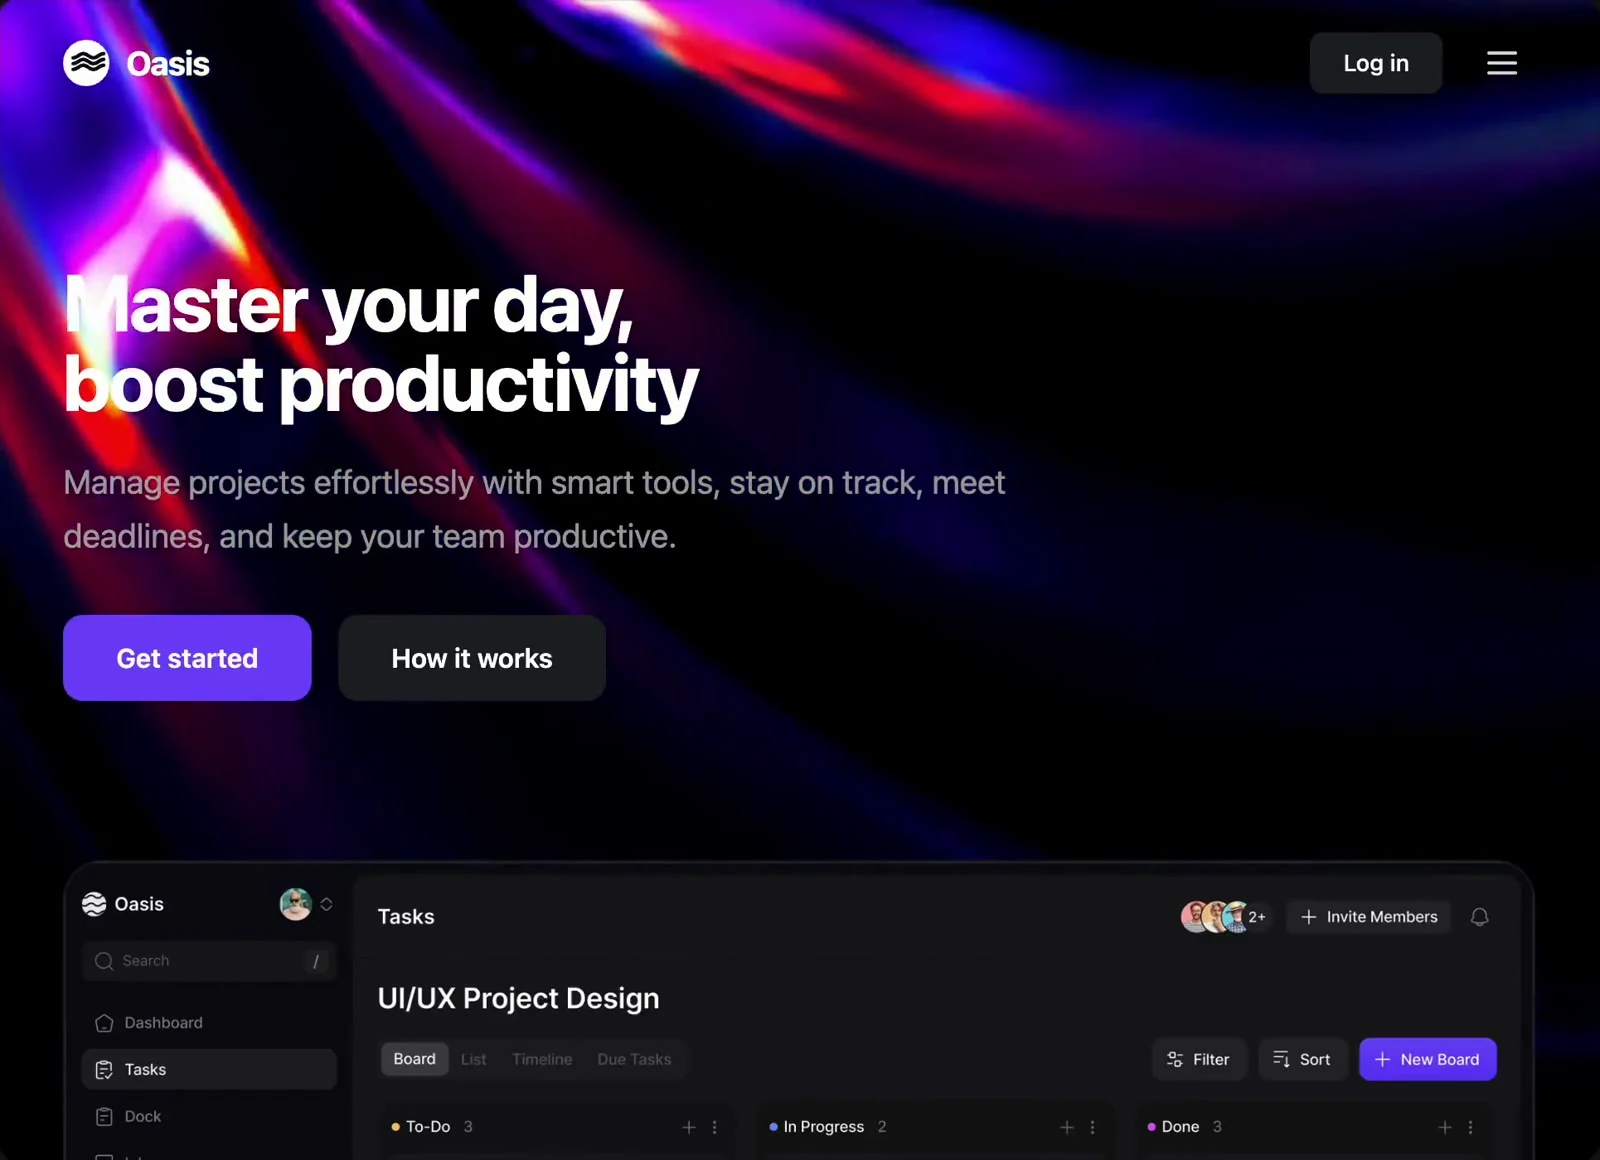 Oasis
Log in
Master your day,
boost productivity
Manage projects effortlessly with smart tools, stay on track, meet
deadlines, and keep your team productive.
Get started
How it works
Oasis
Search /
Dashboard
Tasks
Dock
Tasks
2+
Invite Members
UI/UX Project Design
Board List Timeline Due Tasks
Filter Sort New Board
To-Do 3
In Progress 2
Done 3